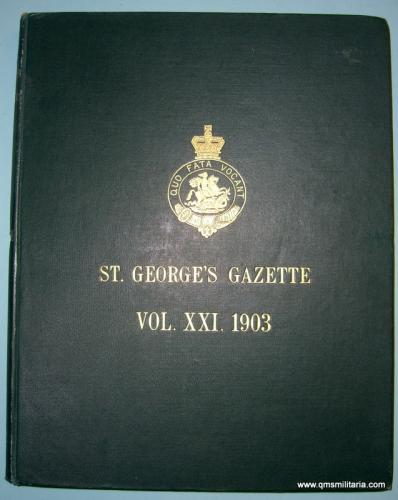 QUO FATA VOCANT
ST. GEORGE'S GAZETTE
VOL. XXI. 1903
www.qmsmilitaria.com